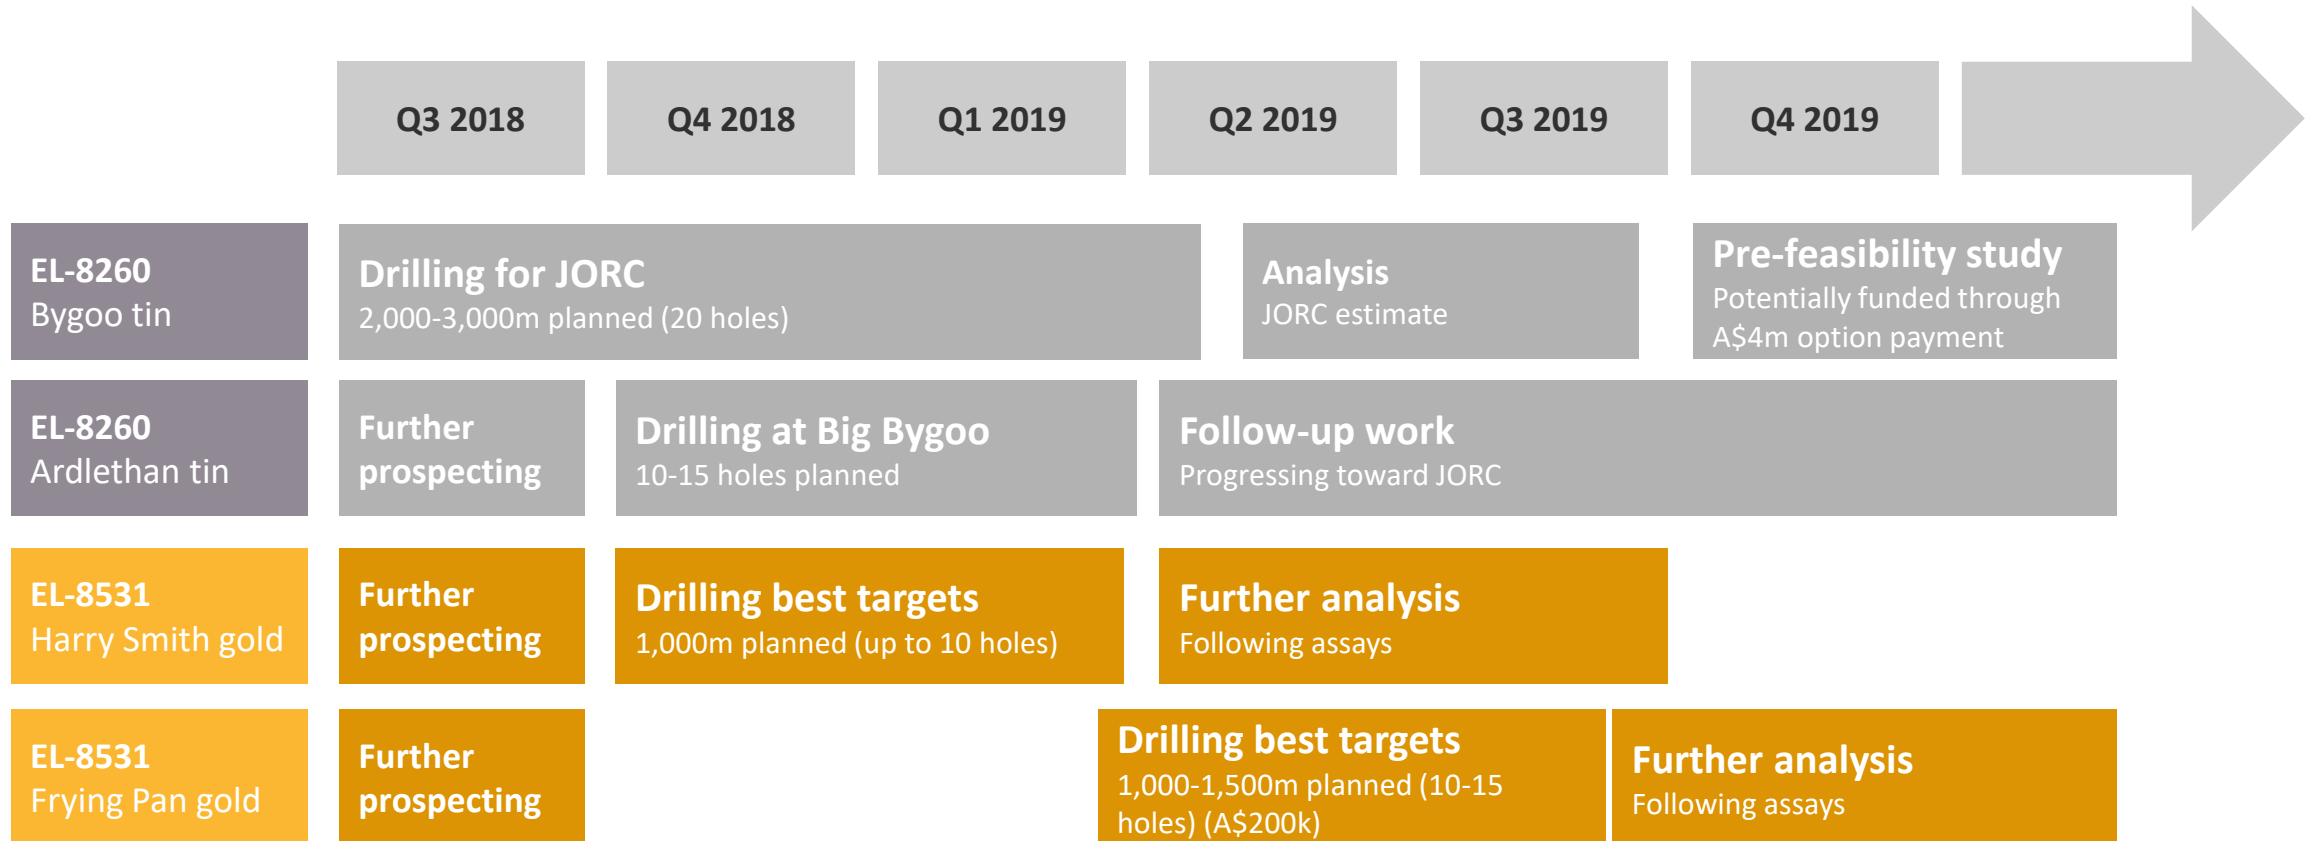 Q3 2018
Q4 2018
Q1 2019
Q2 2019
Q3 2019
Q4 2019
EL-8260
Bygoo tin
Drilling for JORC
2,000-3,000m planned (20 holes)
Analysis
JORC estimate
Pre-feasibility study
Potentially funded through
A$4m option payment
EL-8260
Ardlethan tin
Further
prospecting
Drilling at Big Bygoo
10-15 holes planned
Follow-up work
Progressing toward JORC
EL-8531
Harry Smith gold
Further
prospecting
Drilling best targets
1,000m planned (up to 10 holes)
Further analysis
Following assays
EL-8531
Frying Pan gold
Further
prospecting
Drilling best targets
1,000-1,500m planned (10-15
holes) (A$200k)
Further analysis
Following assays